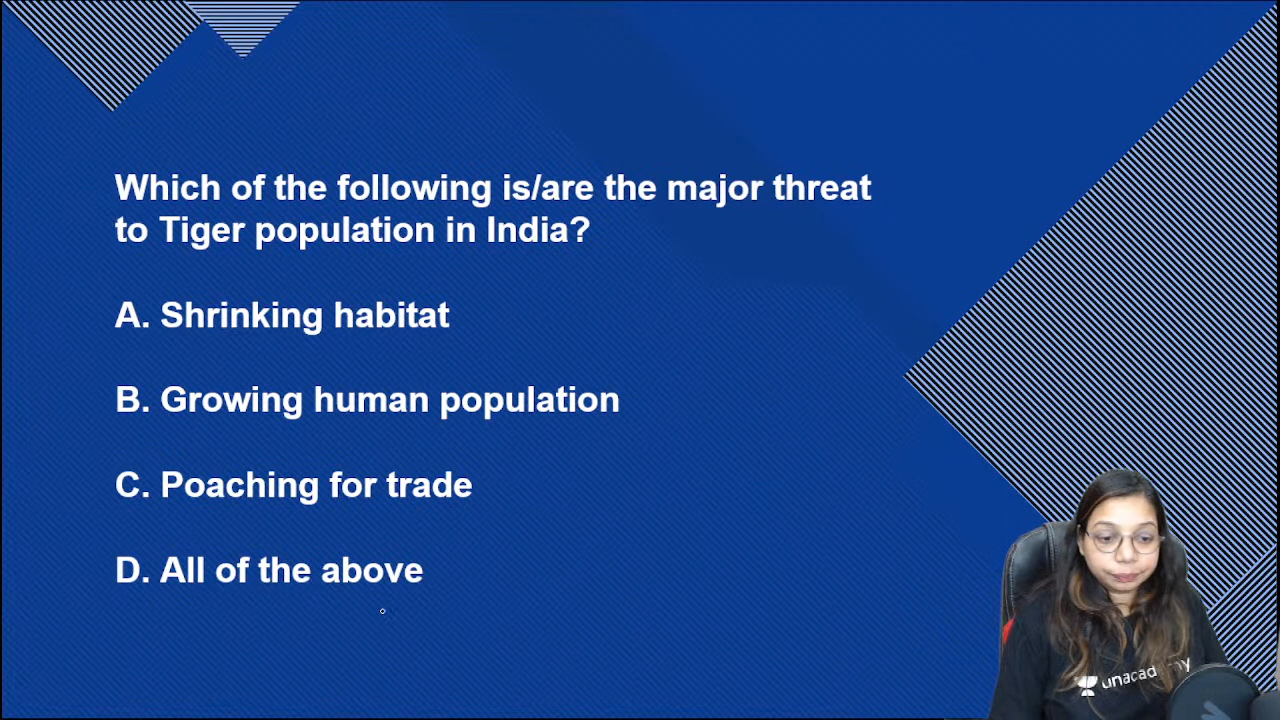 Which of the following is/are the major threat
to Tiger population in India?
A. Shrinking habitat
B. Growing human population
C. Poaching for trade
D. All of the above
unacademy